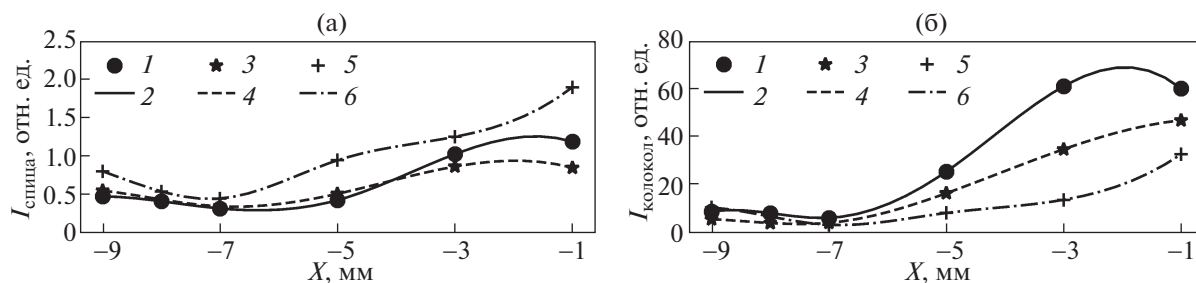 (а)
2.5
2.0
1.5
1.0
0.5
0
Iспица, отн. ед.
1 3 5
2 4 6
−9 −7 −5 −3 −1
X, мм
(б)
80
60
40
20
0
Iколокол, отн. ед.
1 3 5
2 4 6
−9 −7 −5 −3 −1
X, мм